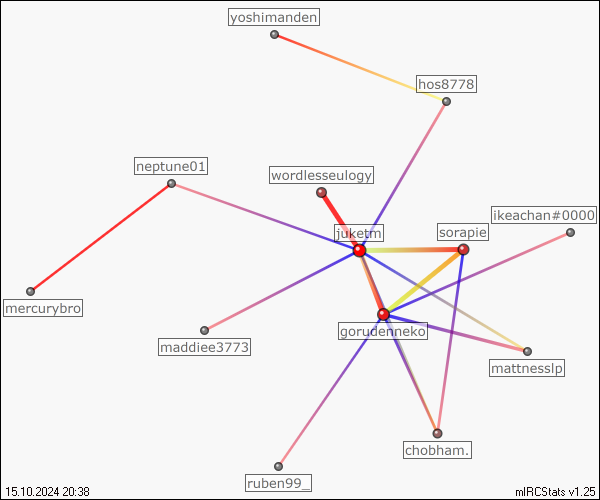 yoshimanden
hos8778
neptune01
wordlesseulogy
ikeachan#0000
juketm
sorapie
mercurybro
gorudenneko
maddiee3773
mattnesslp
chobham.
ruben99_
15.10.2024 20:38
mIRCStats v1.25